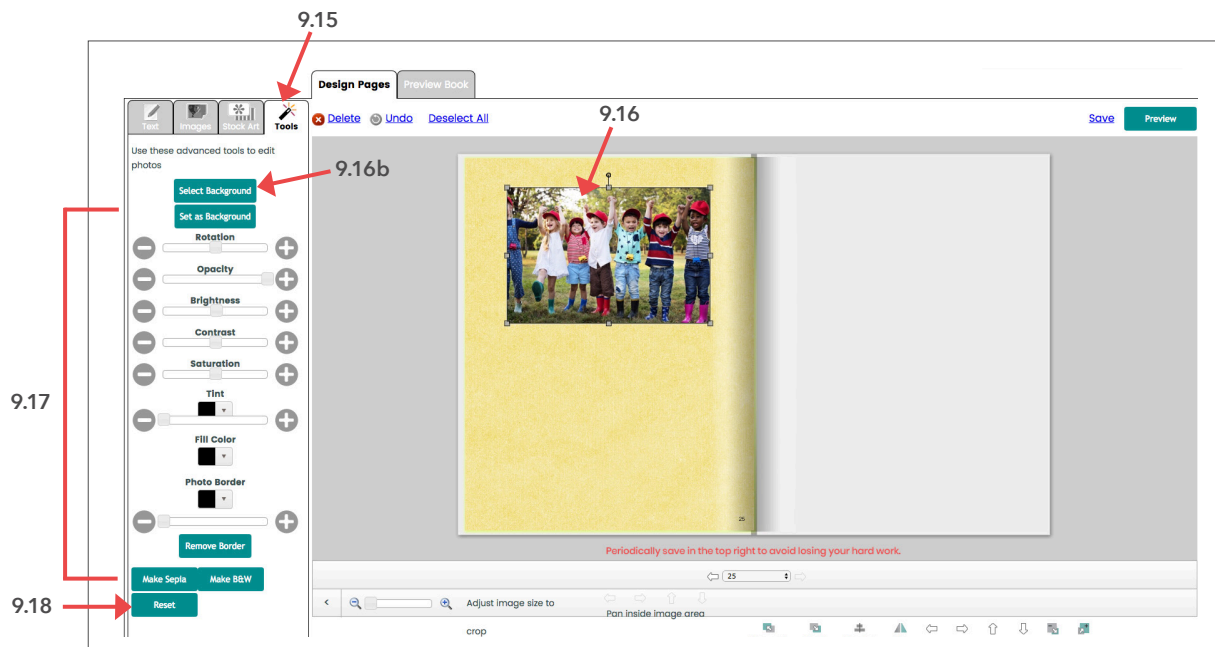 9.15
Design Pages
Preview Book
Text
Images
Stock Art
Tools
Delete
Undo
Deselect All
9.16
Save
Preview
Use these advanced tools to edit
photos
9.16b
Select Background
Set as Background
Rotation
Opacity
Brightness
Contrast
Saturation
9.17
Tint
Fill Color
Photo Border
25
Remove Border
Periodically save in the top right to avoid losing your hard work.
Make Sepia
Make B&W
25
9.18
Reset
Adjust image size to
Pan inside image area
crop